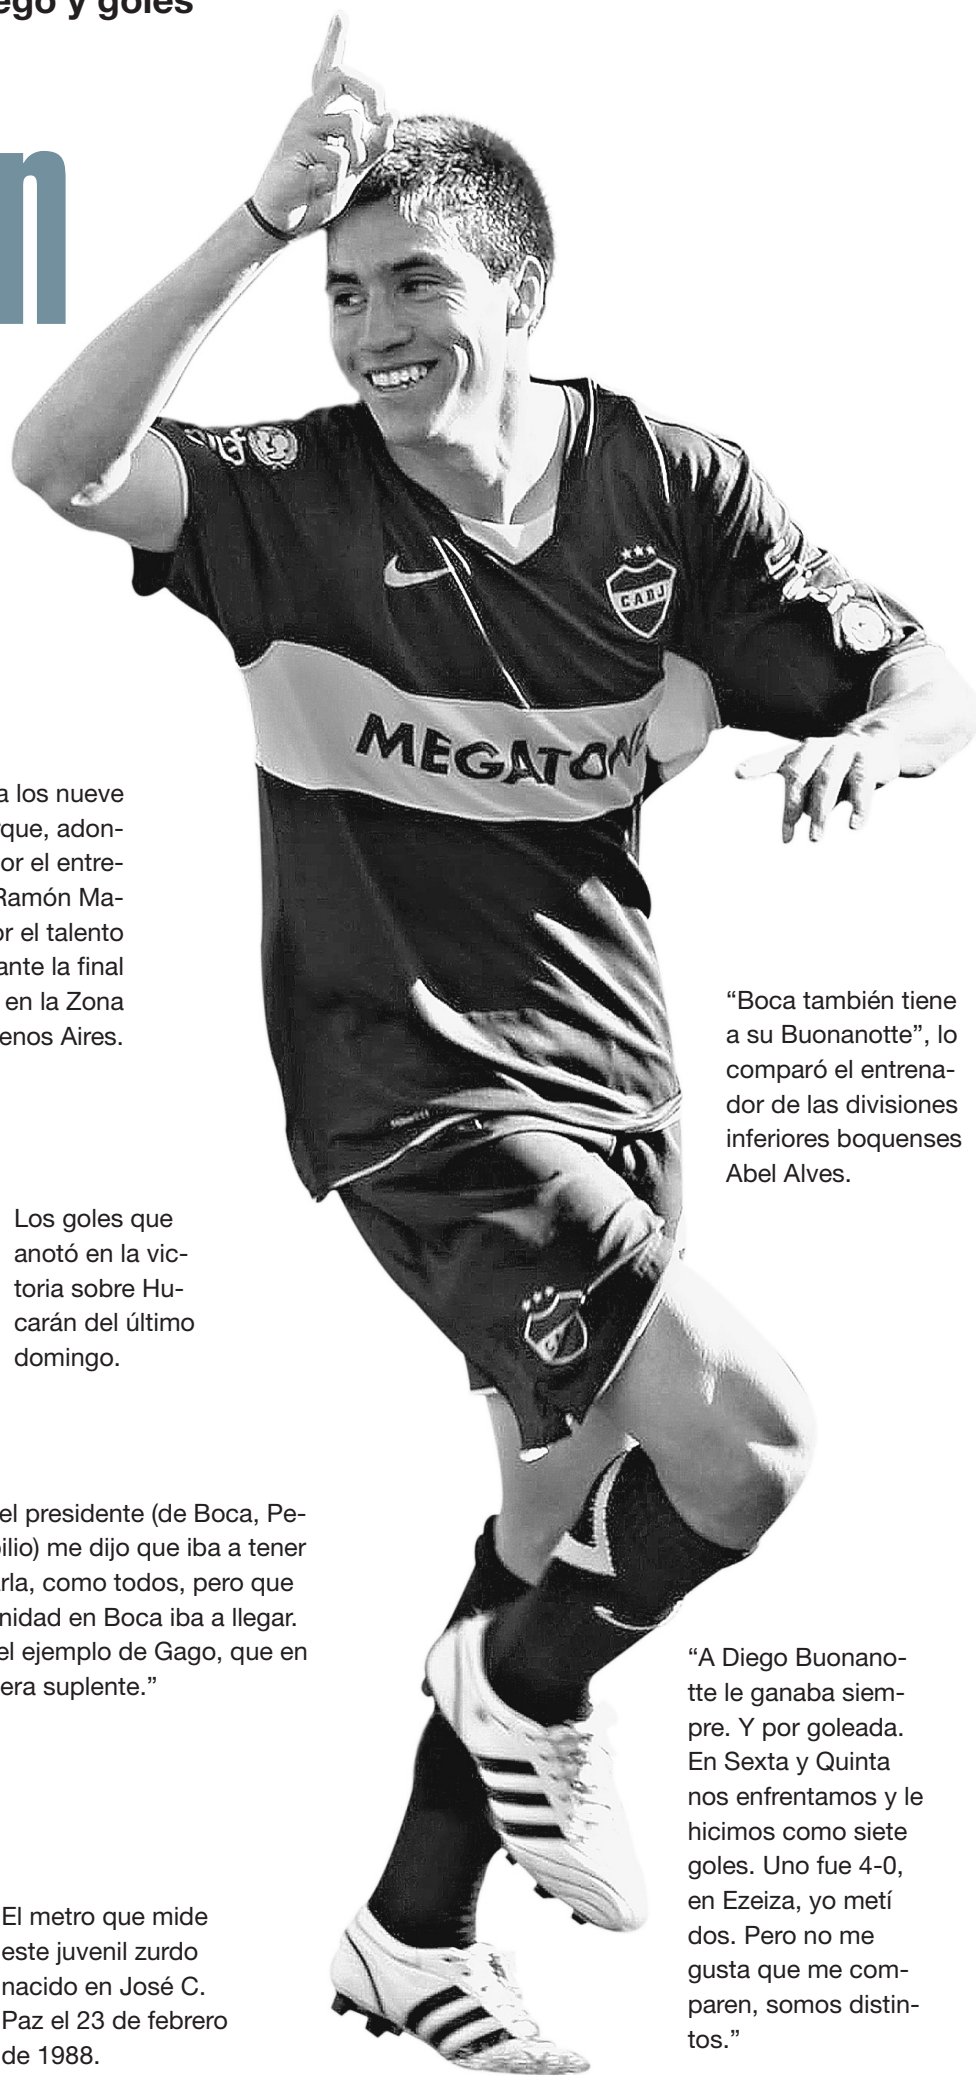 ego y goles
n
MEGATON
CABJ
a los nueve
que, adon-
or el entre-
Ramón Ma-
or el talento
ante la final
en la Zona
enos Aires.
“Boca también tiene
a su Buonanotte”, lo
comparó el entrena-
dor de las divisiones
inferiores boquenses
Abel Alves.
Los goles que
anotó en la vic-
toria sobre Hu-
carán del último
domingo.
el presidente (de Boca, Pe-
ilio) me dijo que iba a tener
rla, como todos, pero que
nidad en Boca iba a llegar.
el ejemplo de Gago, que en
era suplente.”
“A Diego Buonano-
tte le ganaba siem-
pre. Y por goleada.
En Sexta y Quinta
nos enfrentamos y le
hicimos como siete
goles. Uno fue 4-0,
en Ezeiza, yo metí
dos. Pero no me
gusta que me com-
paren, somos distin-
tos.”
El metro que mide
este juvenil zurdo
nacido en José C.
Paz el 23 de febrero
de 1988.